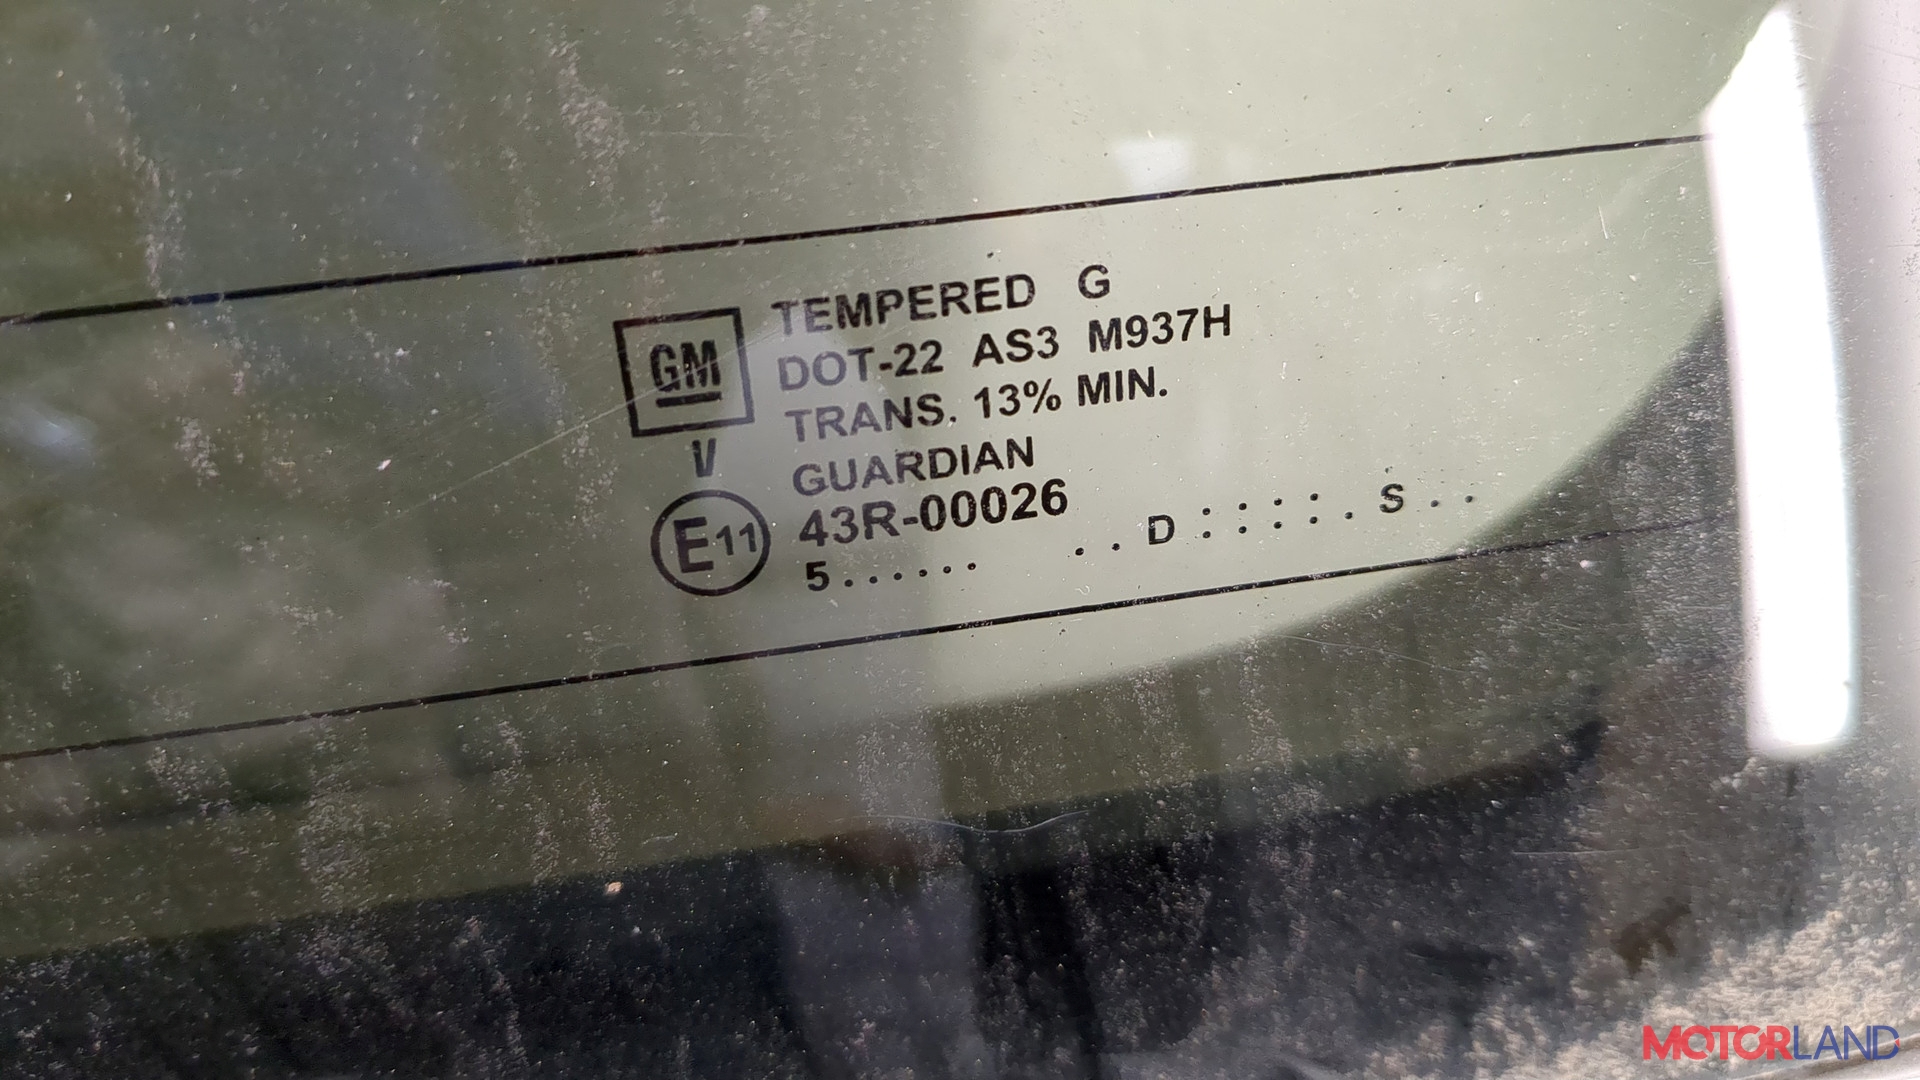 TEMPERED G
GM
DOT-22 AS3 M937H
TRANS. 13% MIN.
V
GUARDIAN
E11
43R-00026
5...... ..D:::::.S..
MOTORLAND